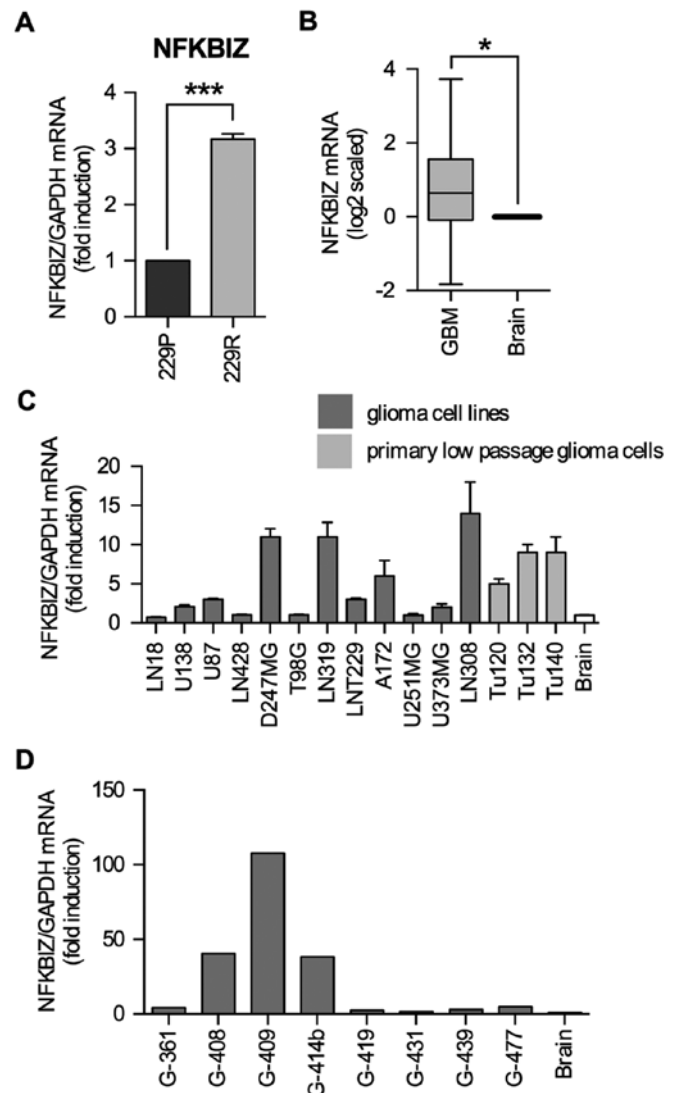 A
NFKBIZ
NFKBIZ/GAPDH mRNA
(fold induction)
4
3
2
1
0
***
229P
229R
B
NFKBIZ mRNA
(log2 scaled)
4
2
0
-2
*
GBM
Brain
C
glioma cell lines
primary low passage glioma cells
NFKBIZ/GAPDH mRNA
(fold induction)
20
15
10
5
0
LN18
U138
U87
LN428
D247MG
T98G
LN319
LNT229
A172
U251MG
U373MG
LN308
Tu120
Tu132
Tu140
Brain
D
NFKBIZ/GAPDH mRNA
(fold induction)
150
100
50
0
G-361
G-408
G-409
G-414b
G-419
G-431
G-439
G-477
Brain